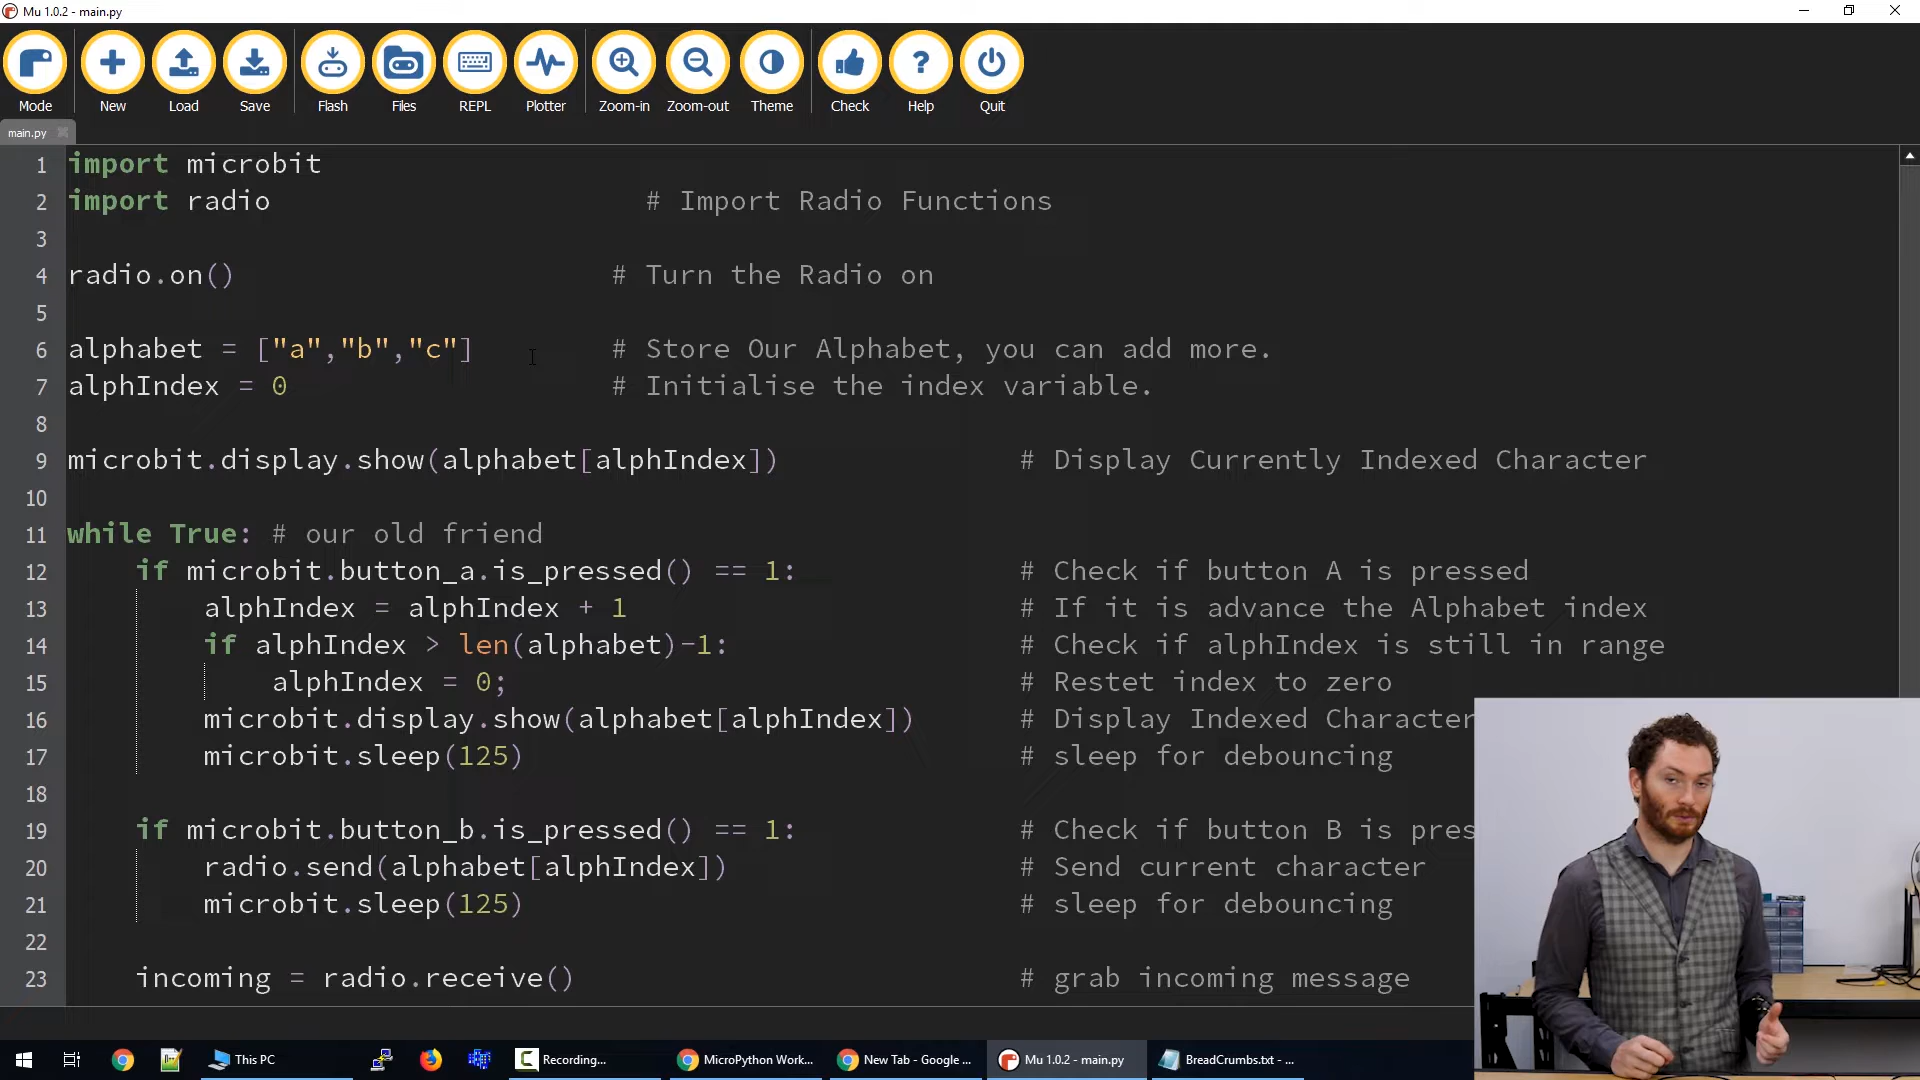 Mu 1.0.2 - main.py
Mode New Load Save Flash Files REPL Plotter Zoom-in Zoom-out Theme Check Help Quit
main.py
1 import microbit
2 import radio # Import Radio Functions
3
4 radio.on() # Turn the Radio on
5
6 alphabet = ["a","b","c"] # Store Our Alphabet, you can add more.
7 alphIndex = 0 # Initialise the index variable.
8
9 microbit.display.show(alphabet[alphIndex]) # Display Currently Indexed Character
10
11 while True: # our old friend
12 if microbit.button_a.is_pressed() == 1: # Check if button A is pressed
13 alphIndex = alphIndex + 1 # If it is advance the Alphabet index
14 if alphIndex > len(alphabet)-1: # Check if alphIndex is still in range
15 alphIndex = 0; # Restet index to zero
16 microbit.display.show(alphabet[alphIndex]) # Display Indexed Character
17 microbit.sleep(125) # sleep for debouncing
18
19 if microbit.button_b.is_pressed() == 1: # Check if button B is pres
20 radio.send(alphabet[alphIndex]) # Send current character
21 microbit.sleep(125) # sleep for debouncing
22
23 incoming = radio.receive() # grab incoming message
This PC Recording... MicroPython Work... New Tab - Google ... Mu 1.0.2 - main.py BreadCrumbs.txt - ...